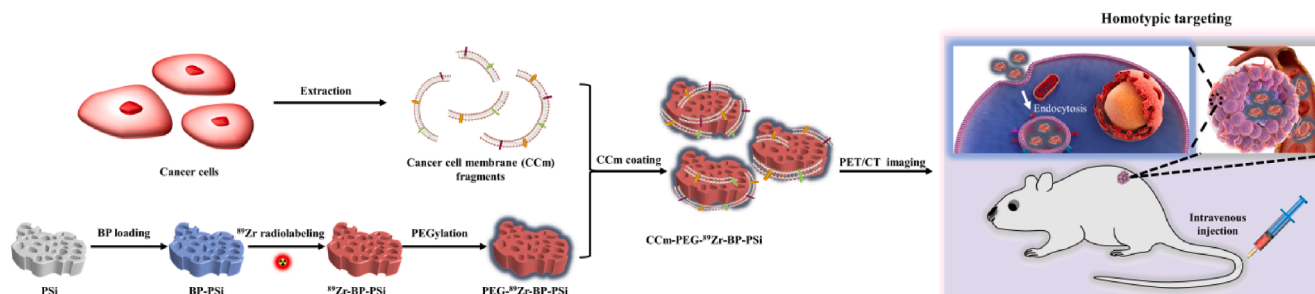 Homotypic targeting
Extraction
Endocytosis
Cancer cells
Cancer cell membrane (CCm)
fragments
CCm coating
PET/CT imaging
BP loading
⁸⁹Zr radiolabeling
PEGylation
CCm-PEG-⁸⁹Zr-BP-PSi
Intravenous
injection
PSi
BP-PSi
⁸⁹Zr-BP-PSi
PEG-⁸⁹Zr-BP-PSi